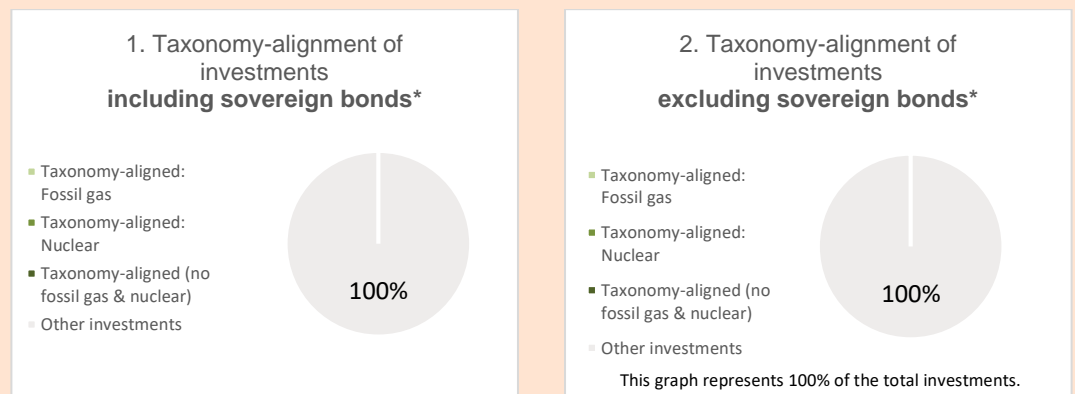 1. Taxonomy-alignment of
investments
including sovereign bonds*
Taxonomy-aligned:
Fossil gas
Taxonomy-aligned:
Nuclear
Taxonomy-aligned (no
fossil gas & nuclear)
Other investments
100%
2. Taxonomy-alignment of
investments
excluding sovereign bonds*
Taxonomy-aligned:
Fossil gas
Taxonomy-aligned:
Nuclear
Taxonomy-aligned (no
fossil gas & nuclear)
Other investments
100%
This graph represents 100% of the total investments.